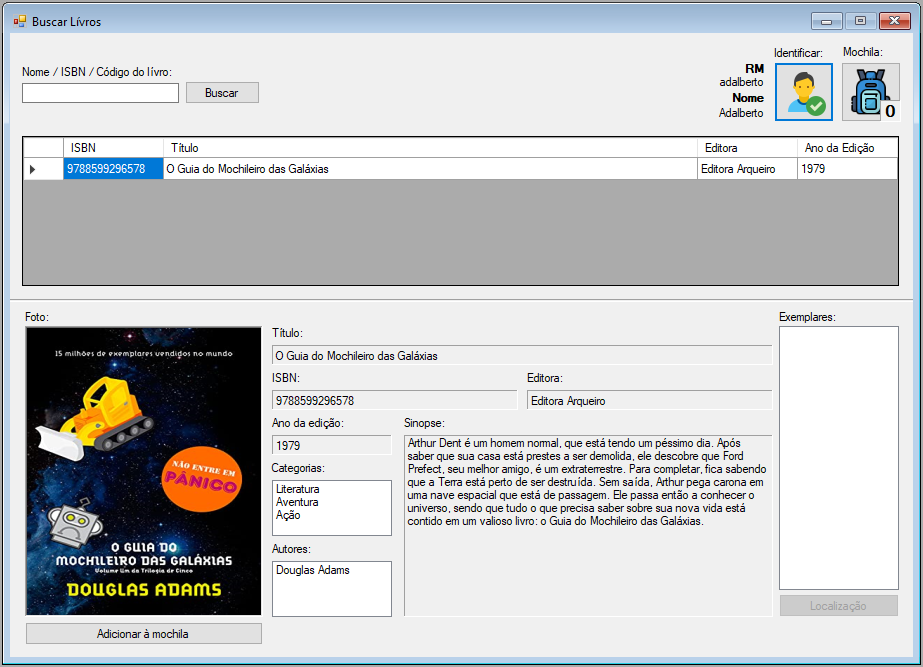 Buscar Lívros
Identificar:
Mochila:
Nome / ISBN / Código do lívro:
Buscar
RM
adalberto
Nome
Adalberto
0
ISBN Título Editora Ano da Edição
9788599296578 O Guia do Mochileiro das Galáxias Editora Arqueiro 1979
Foto:
15 milhões de exemplares vendidos no mundo
NÃO ENTRE EM
PÂNICO
O GUIA DO
MOCHILEIRO DAS GALÁXIAS
Volume Um da Trilogia de Cinco
DOUGLAS ADAMS
Adicionar à mochila
Título:
O Guia do Mochileiro das Galáxias
ISBN:
9788599296578
Editora:
Editora Arqueiro
Ano da edição:
1979
Categorias:
Literatura
Aventura
Ação
Autores:
Douglas Adams
Sinopse:
Arthur Dent é um homem normal, que está tendo um péssimo dia. Após
saber que sua casa está prestes a ser demolida, ele descobre que Ford
Prefect, seu melhor amigo, é um extraterrestre. Para completar, fica sabendo
que a Terra está perto de ser destruída. Sem saída, Arthur pega carona em
uma nave espacial que está de passagem. Ele passa então a conhecer o
universo, sendo que tudo o que precisa saber sobre sua nova vida está
contido em um valioso livro: o Guia do Mochileiro das Galáxias.
Exemplares:
Localização